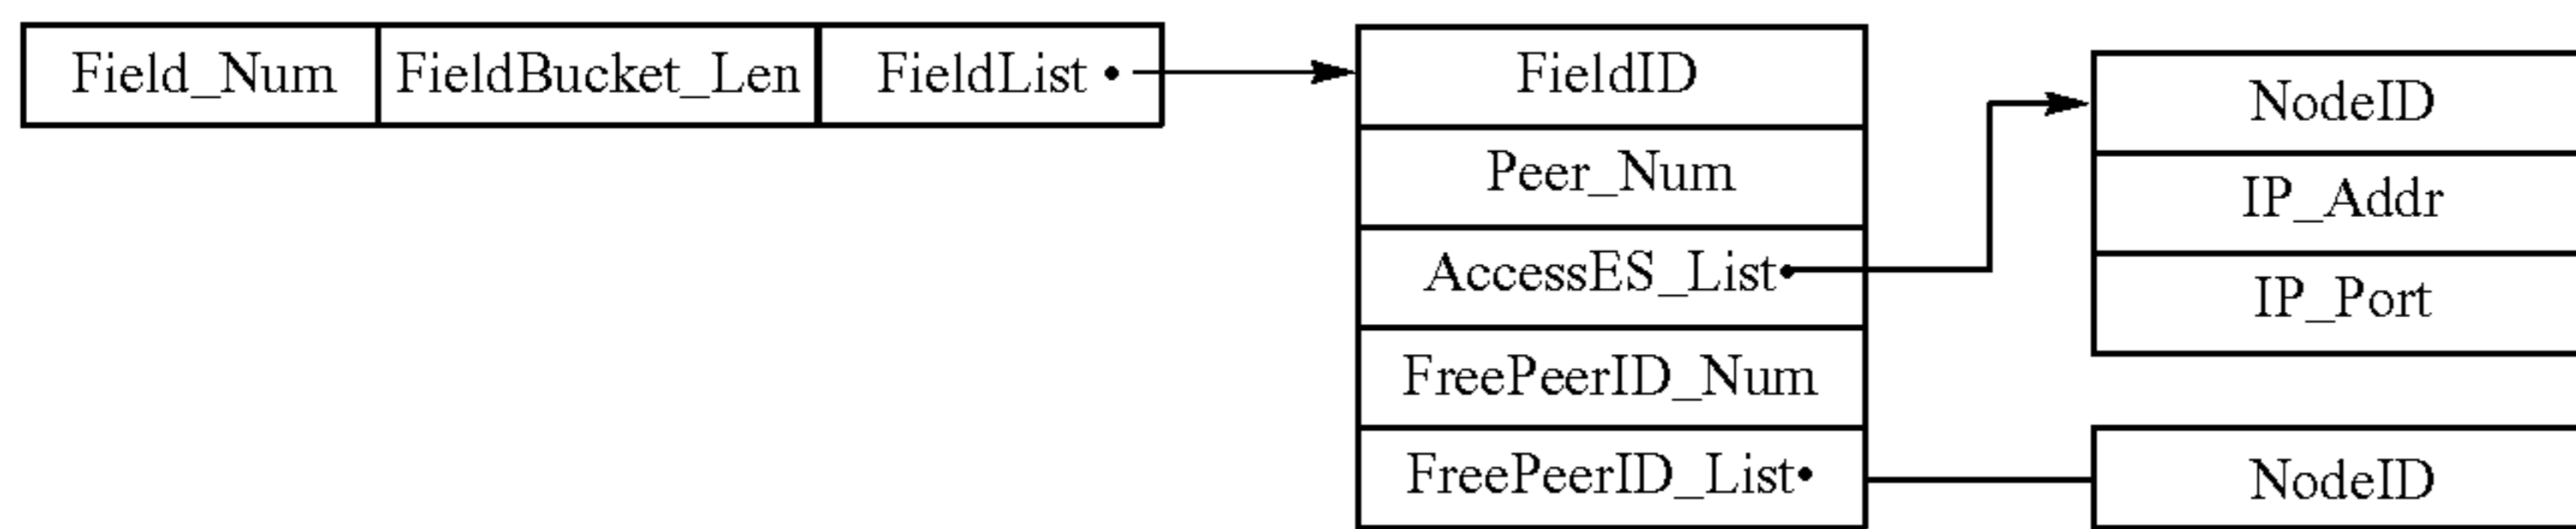 Field_Num FieldBucket_Len FieldList
FieldID
Peer_Num
AccessES_List
FreePeerID_Num
FreePeerID_List
NodeID
IP_Addr
IP_Port
NodeID